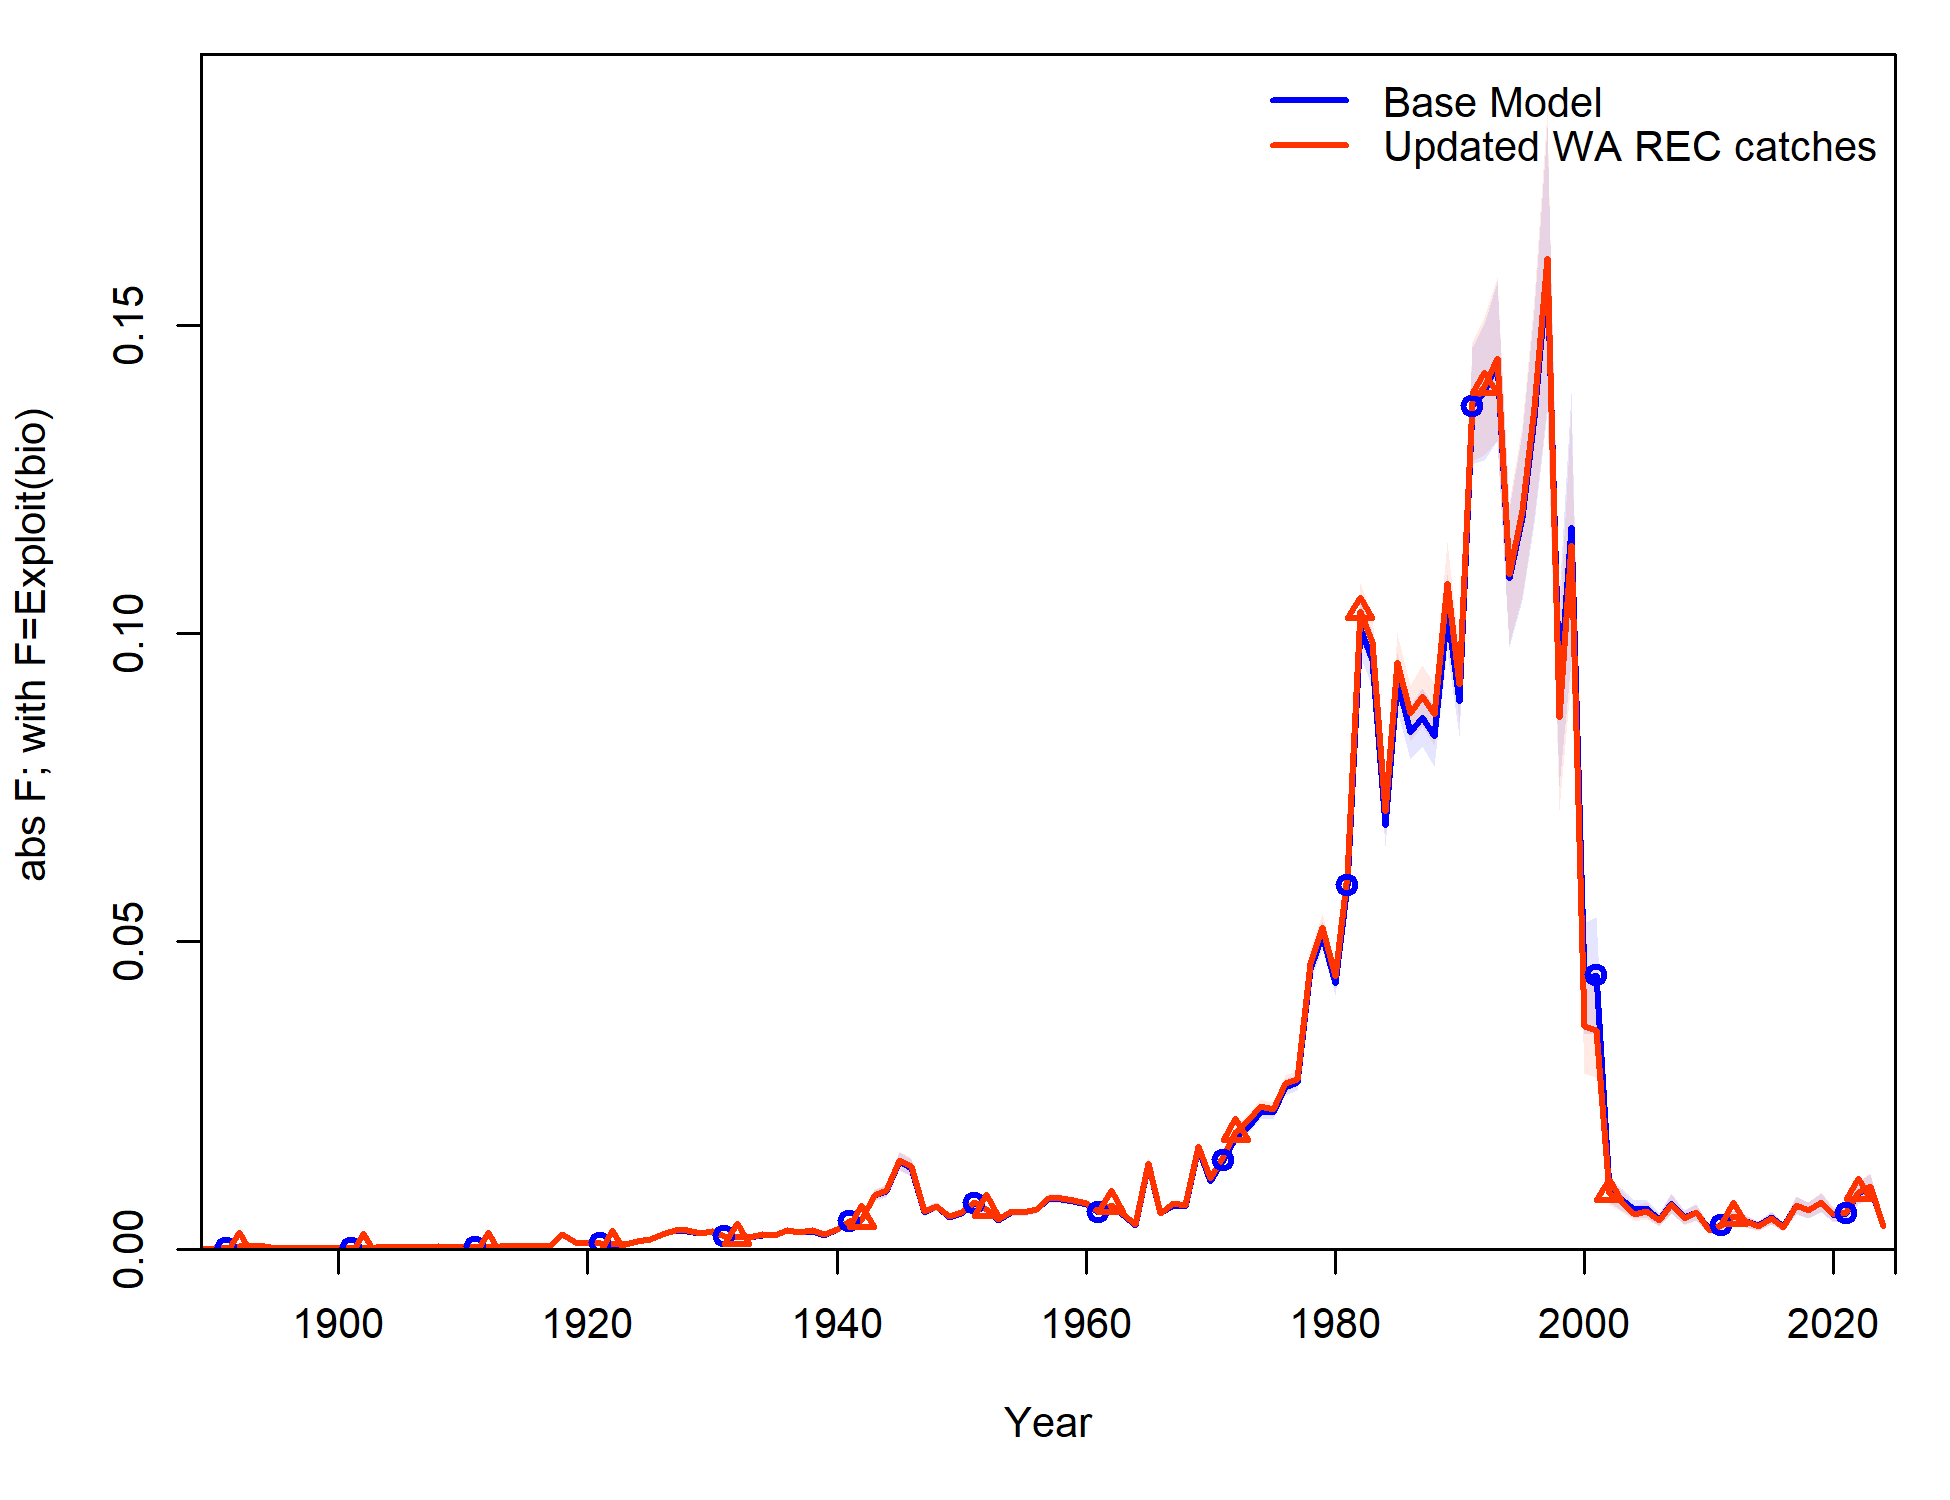 Base Model
Updated WA REC catches
abs F; with F=Exploit(bio)
0.15
0.10
0.05
0.00
1900 1920 1940 1960 1980 2000 2020
Year